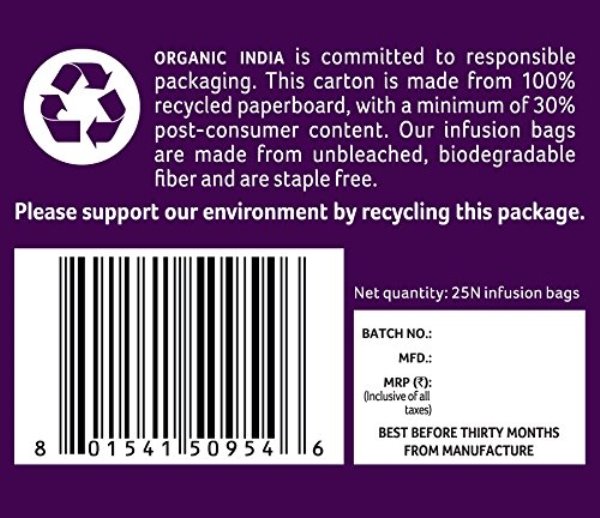 ORGANIC INDIA is committed to responsible
packaging. This carton is made from 100%
recycled paperboard, with a minimum of 30%
post-consumer content. Our infusion bags
are made from unbleached, biodegradable
fiber and are staple free.
Please support our environment by recycling this package.
Net quantity: 25N infusion bags
BATCH NO.:
MFD.:
MRP (₹):
(Inclusive of all
taxes)
BEST BEFORE THIRTY MONTHS
FROM MANUFACTURE
8 01541 50954 6